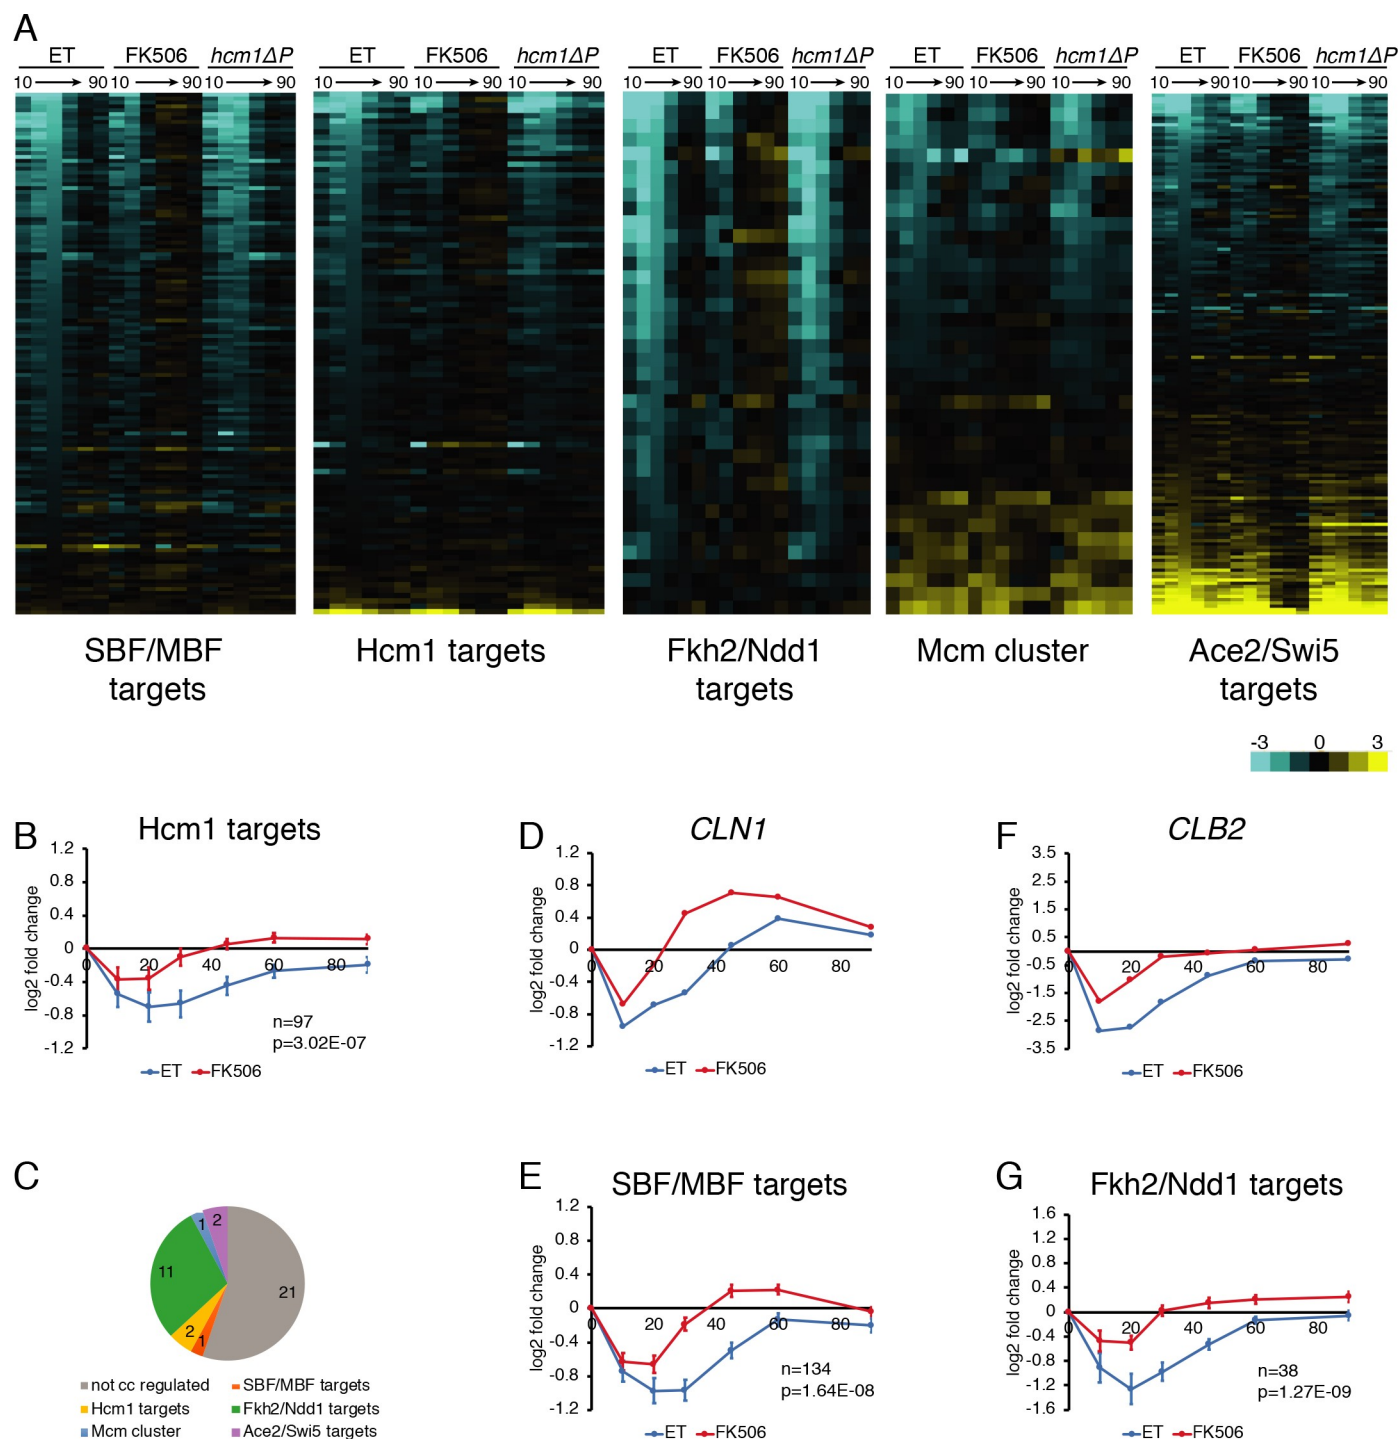 A
ET FK506 hcm1ΔP
10 90 10 90 10 90
ET FK506 hcm1ΔP
10 90 10 90 10 90
ET FK506 hcm1ΔP
10 90 10 90 10 90
ET FK506 hcm1ΔP
10 90 10 90 10 90
ET FK506 hcm1ΔP
10 90 10 90 10 90
SBF/MBF
targets
Hcm1 targets
Fkh2/Ndd1
targets
Mcm cluster
Ace2/Swi5
targets
-3 0 3
B
Hcm1 targets
log2 fold change
1.2
0.8
0.4
0
-0.4
-0.8
-1.2
0 20 40 60 80
n=97
p=3.02E-07
ET FK506
D
CLN1
log2 fold change
1.2
0.8
0.4
0
-0.4
-0.8
-1.2
0 20 40 60 80
ET FK506
F
CLB2
log2 fold change
3.5
2.5
1.5
0.5
-0.5
-1.5
-2.5
-3.5
0 20 40 60 80
ET FK506
C
1 2
11
21
2
1
not cc regulated SBF/MBF targets
Hcm1 targets Fkh2/Ndd1 targets
Mcm cluster Ace2/Swi5 targets
E
SBF/MBF targets
log2 fold change
1.2
0.8
0.4
0
-0.4
-0.8
-1.2
0 20 40 60 80
n=134
p=1.64E-08
ET FK506
G
Fkh2/Ndd1 targets
log2 fold change
1.6
1.2
0.8
0.4
0
-0.4
-0.8
-1.2
-1.6
0 20 40 60 80
n=38
p=1.27E-09
ET FK506